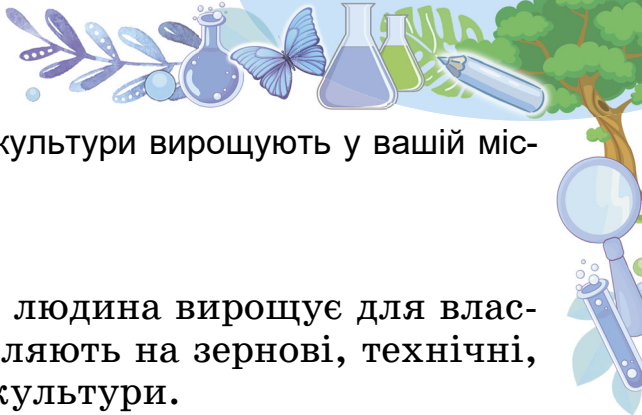 культури вирощують у вашій міс-
людина вирощує для влас-
ляють на зернові, технічні,
культури.